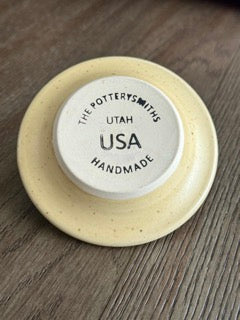 THE POTTERYSMITHS
UTAH
USA
HANDMADE